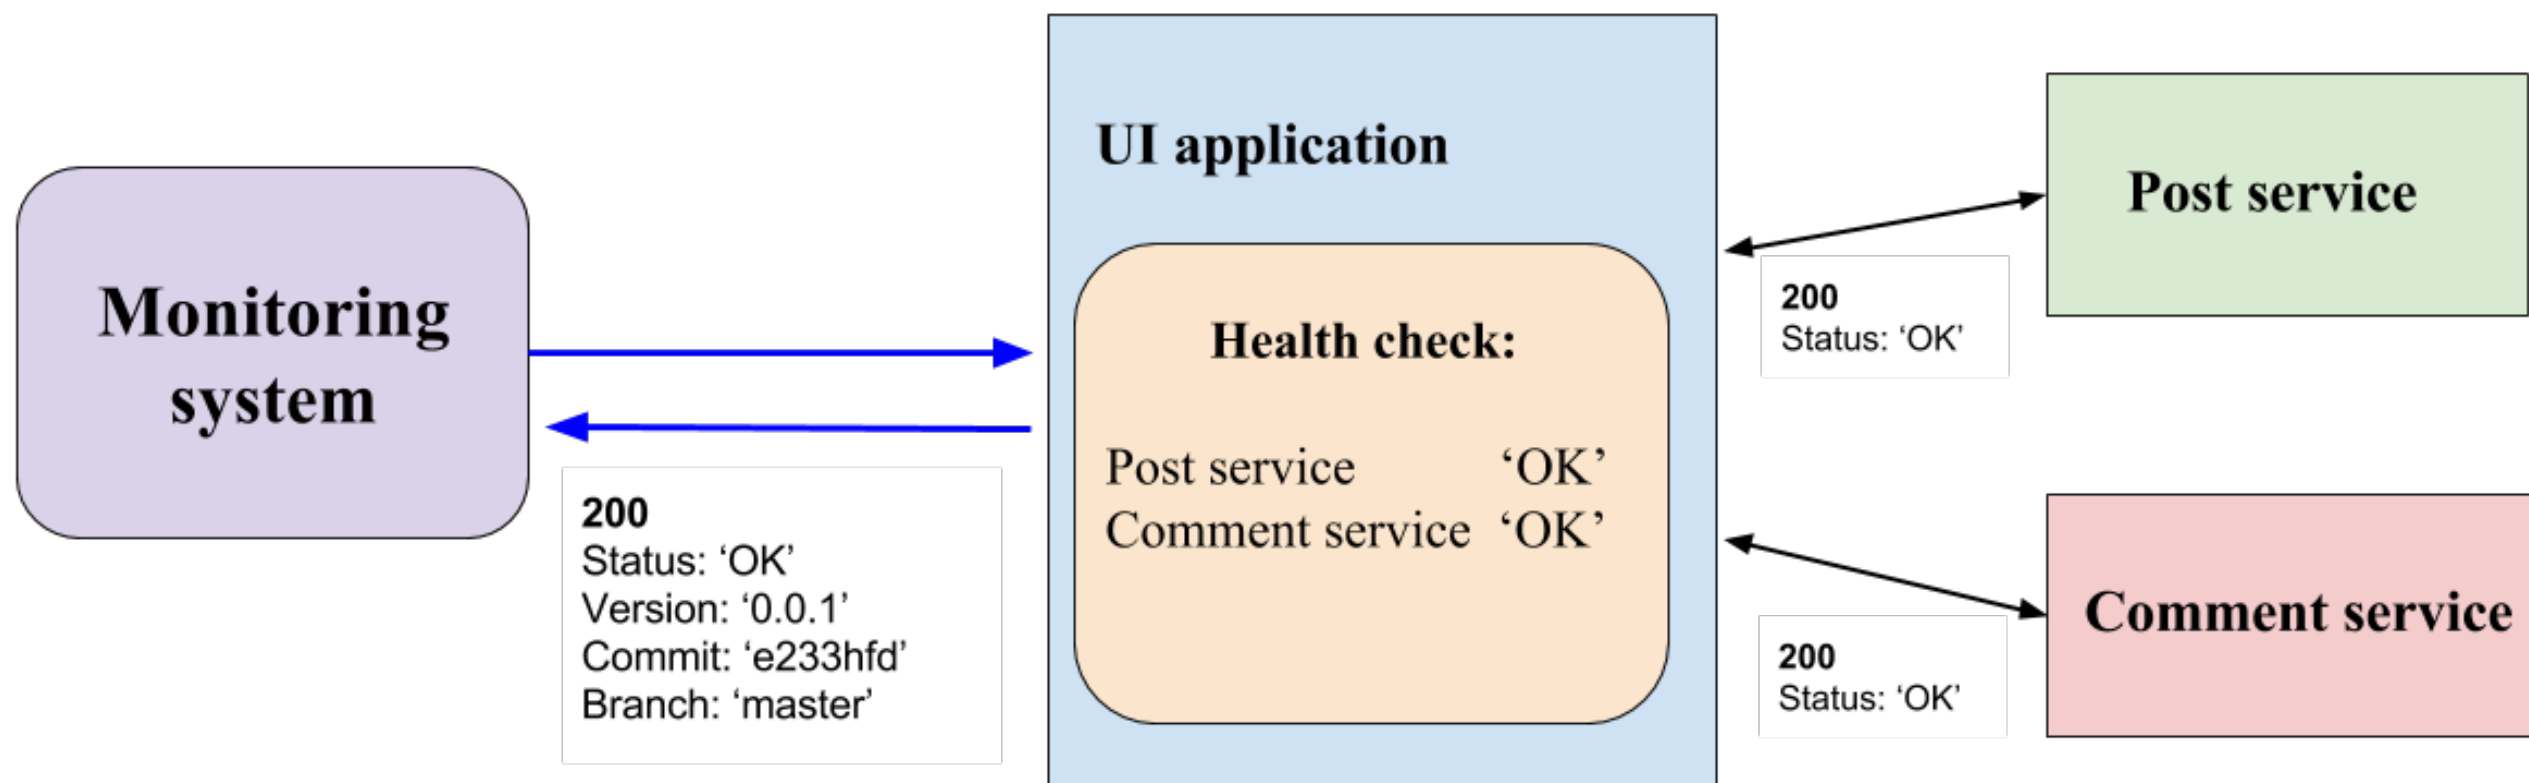 Monitoring
system
200
Status: ‘OK’
Version: ‘0.0.1’
Commit: ‘e233hfd’
Branch: ‘master’
UI application
Health check:
Post service ‘OK’
Comment service ‘OK’
200
Status: ‘OK’
Post service
200
Status: ‘OK’
Comment service